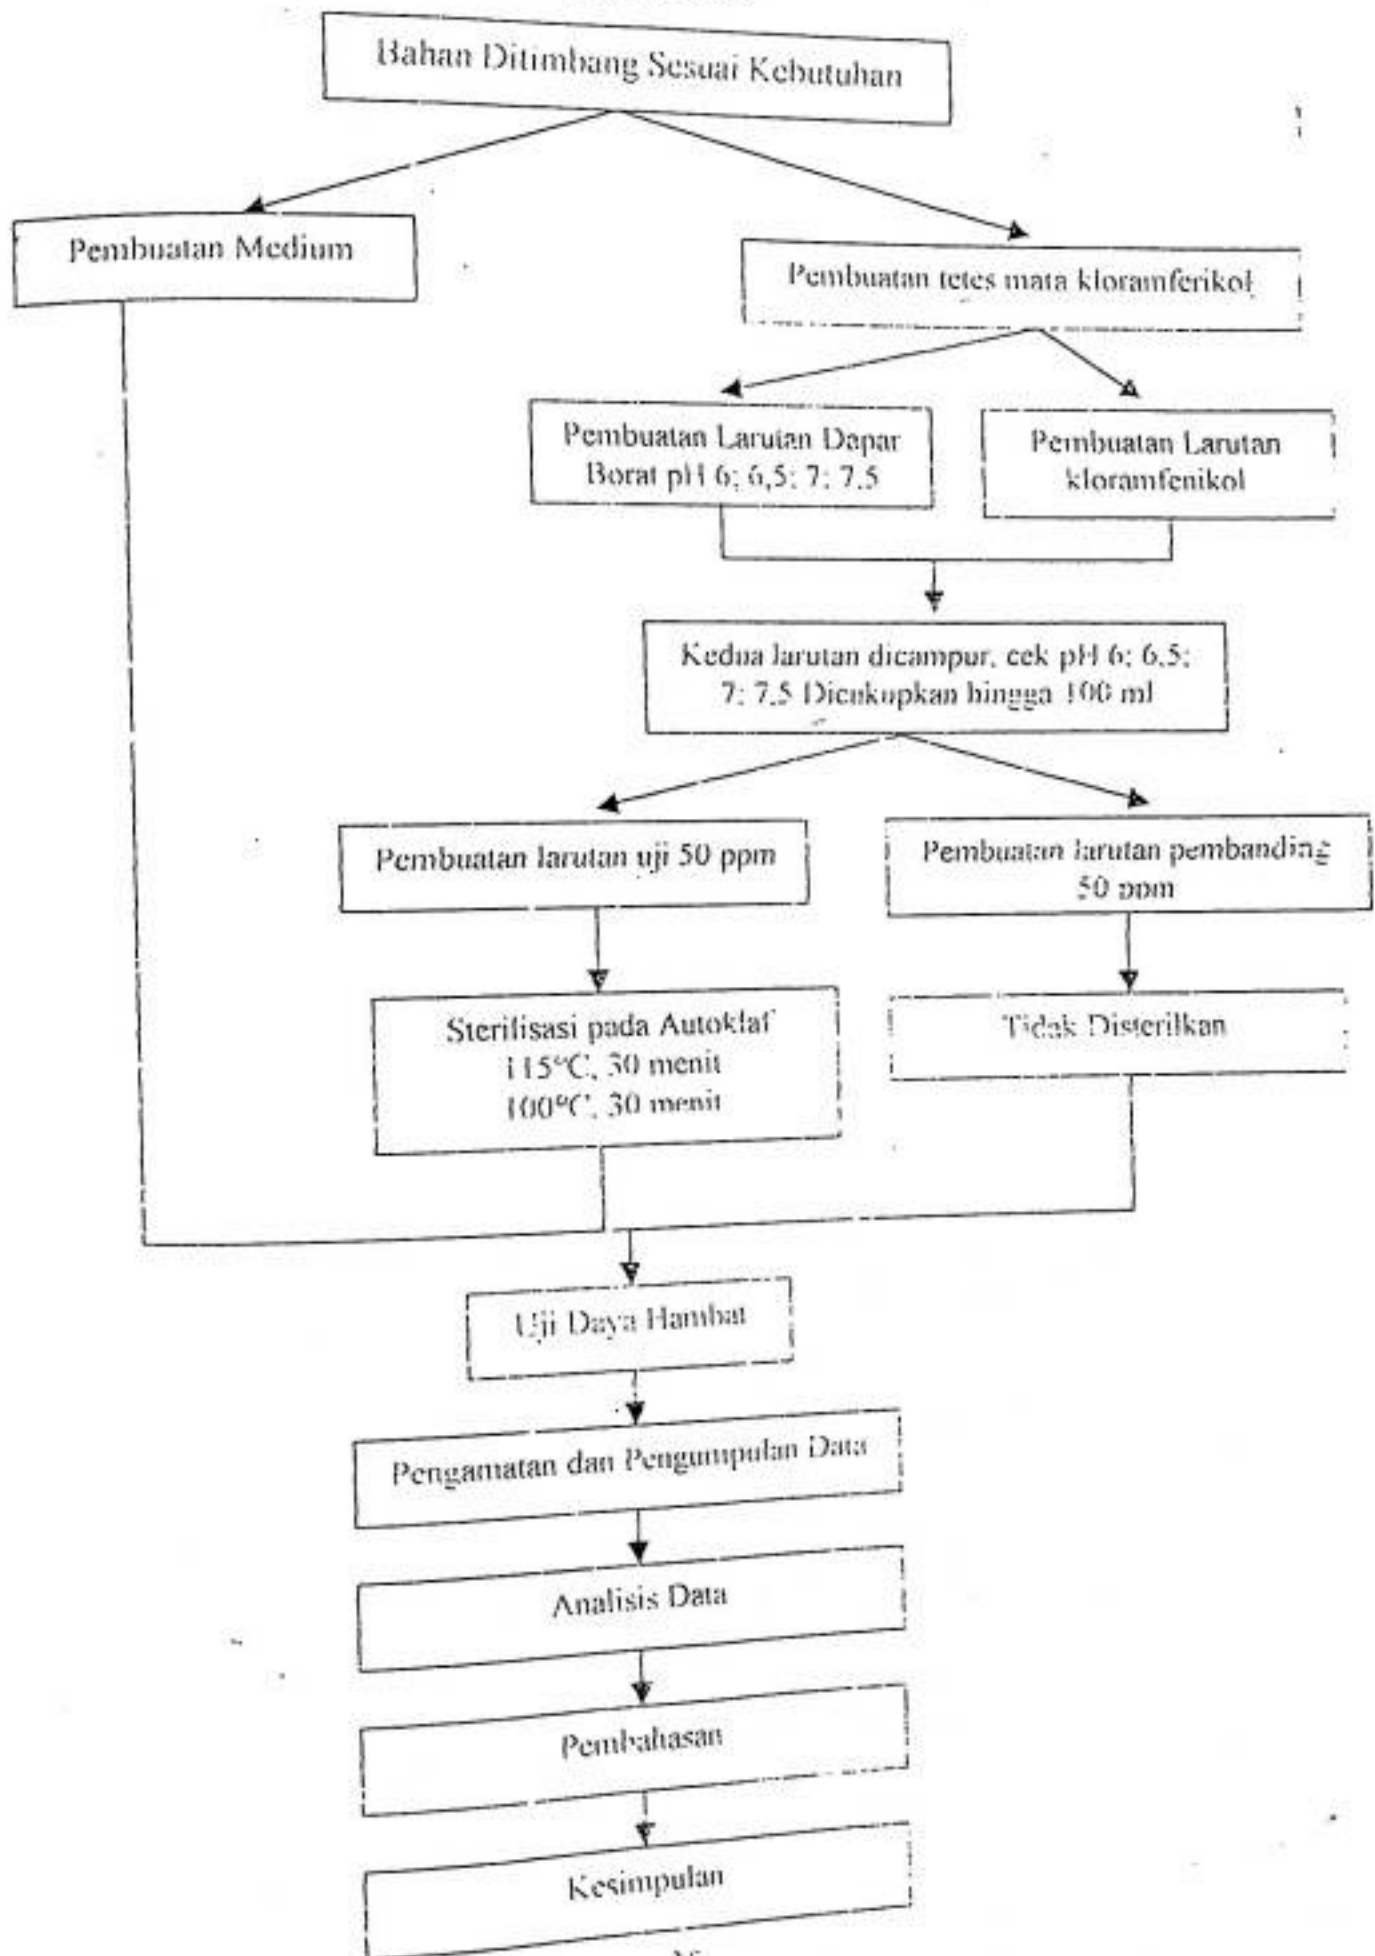 Bahan Ditimbang Sesuai Kebutuhan
Pembuatan Medium
Pembuatan tetes mata kloramferikol
Pembuatan Larutan Dapar
Borat pH 6; 6,5; 7; 7.5
Pembuatan Larutan
kloramfenikol
Kedua larutan dicampur, cek pH 6; 6,5;
7; 7,5 Dicukupkan hingga 100 ml
Pembuatan larutan uji 50 ppm
Pembuatan larutan pembanding
50 ppm
Sterilisasi pada Autoklaf
115°C, 30 menit
100°C, 30 menit
Tidak Disterilkan
Uji Daya Hambat
Pengamatan dan Pengumpulan Data
Analisis Data
Pembahasan
Kesimpulan